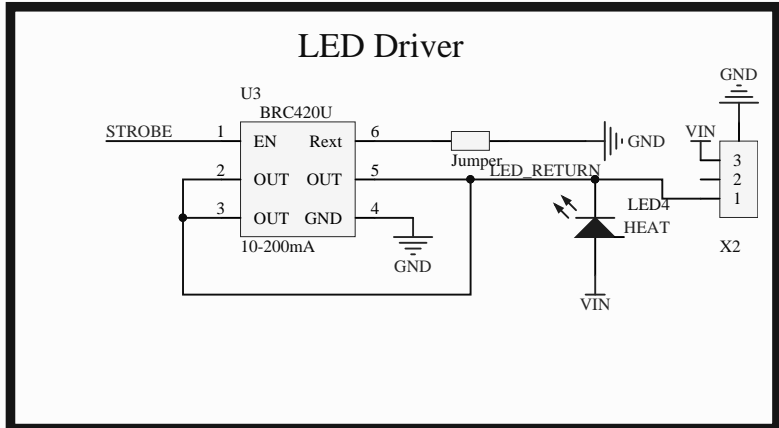 LED Driver
U3
BRC420U
STROBE
1
EN
Rext
6
Jumper
GND
2
OUT
OUT
5
LED_RETURN
3
OUT
GND
4
10-200mA
GND
LED4
HEAT
VIN
GND
VIN
3
2
1
X2